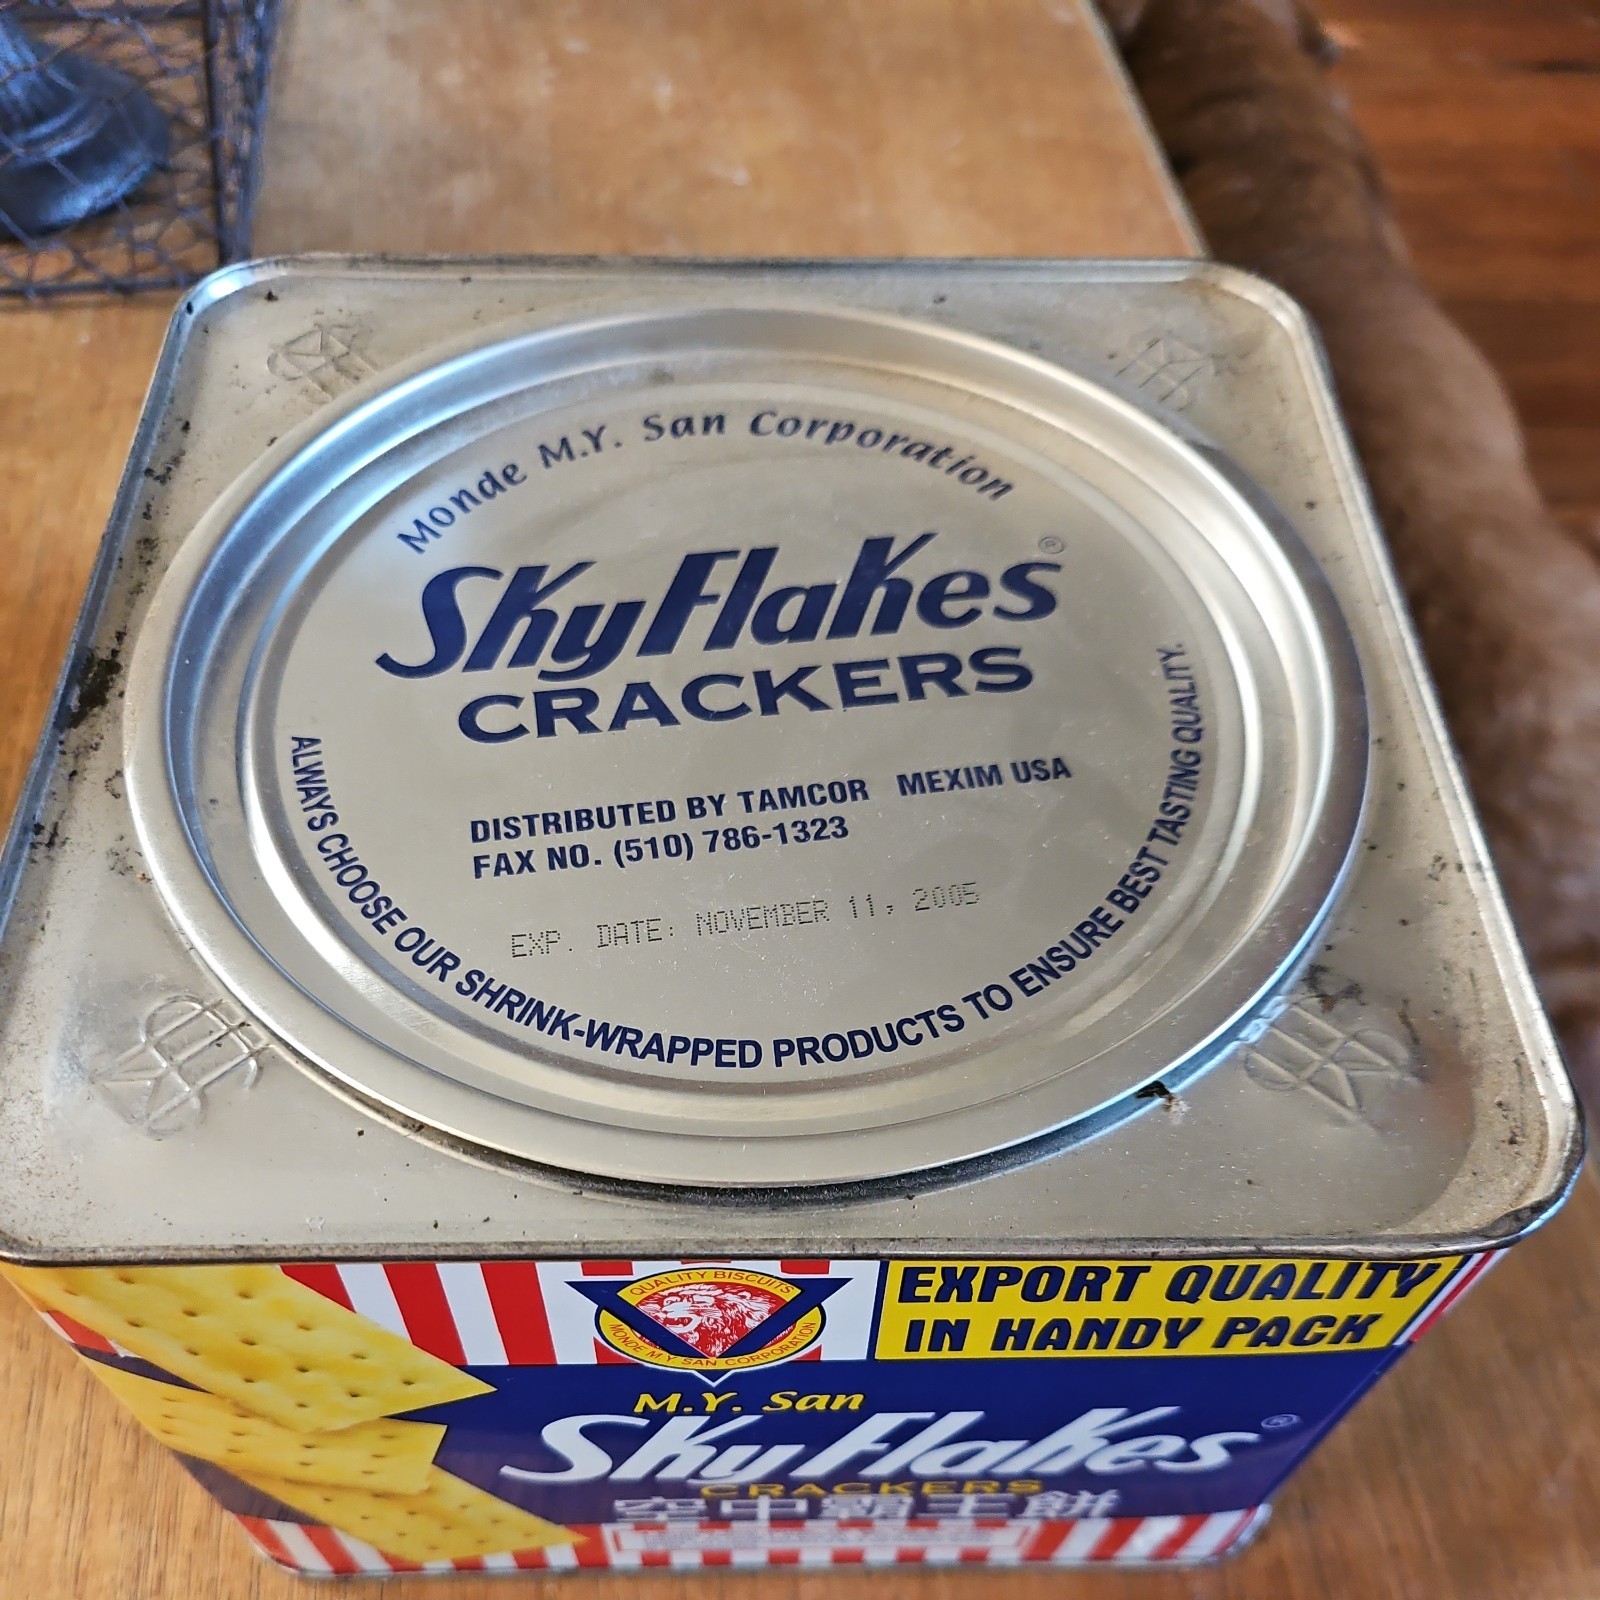 Monde M.Y. San Corporation
SkyFlakes®
CRACKERS
DISTRIBUTED BY TAMCOR MEXIM USA
FAX NO. (510) 786-1323
EXP. DATE: NOVEMBER 11, 2005
ALWAYS CHOOSE OUR SHRINK-WRAPPED PRODUCTS TO ENSURE BEST TASTING QUALITY.
QUALITY BISCUITS
MONDE M.Y. SAN CORPORATION
EXPORT QUALITY
IN HANDY PACK
M.Y. San
SkyFlakes®
CRACKERS
空中霸王餅